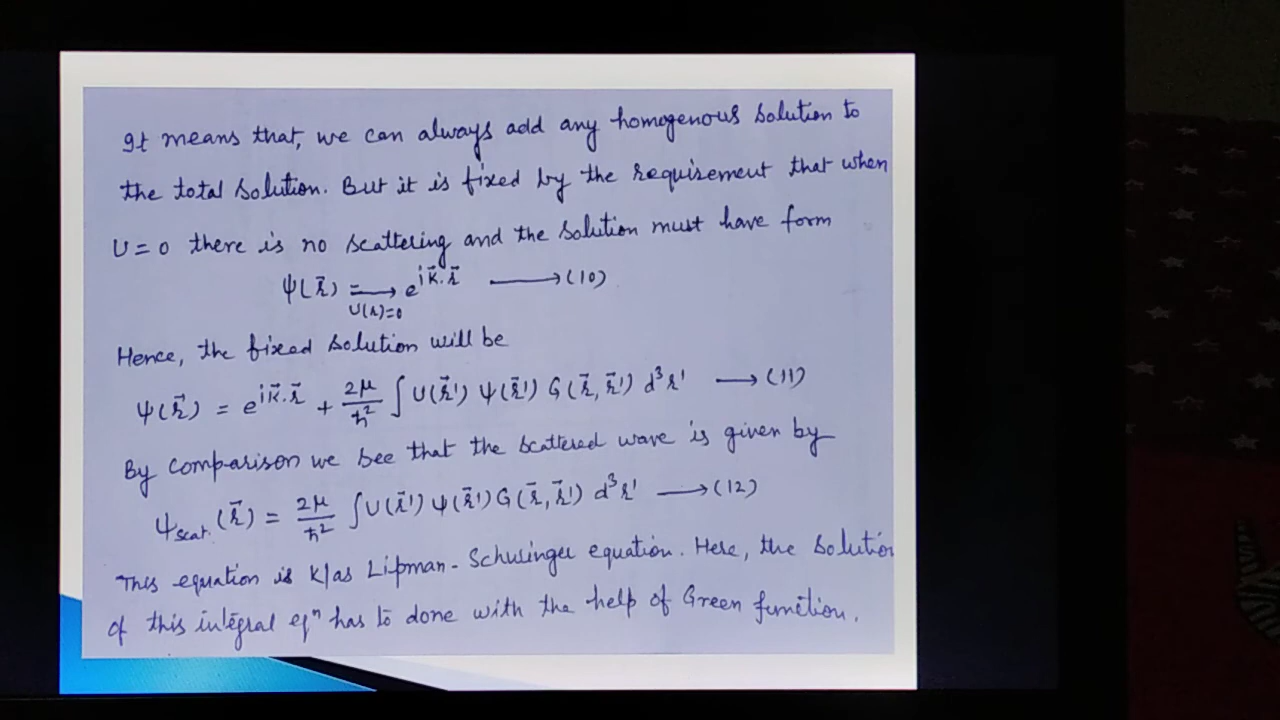 It means that, we can always add any homogenous solution to
the total solution. But it is fixed by the requirement that when
U = 0 there is no scattering and the solution must have form
ψ(r⃗) ⟶ e^{ik⃗.r⃗} ⟶ (10)
U(r)=0
Hence, the fixed solution will be
ψ(r⃗) = e^{ik⃗.r⃗} + 2μ/ħ² ∫ U(r⃗') ψ(r⃗') G(r⃗, r⃗') d³r' ⟶ (11)
By comparison we see that the scattered wave is given by
ψscat. (r⃗) = 2μ/ħ² ∫ U(r⃗') ψ(r⃗') G(r⃗, r⃗') d³r' ⟶ (12)
This equation is k/as Lipman - Schwinger equation. Here, the solution
of this integral eqⁿ has to done with the help of Green function.